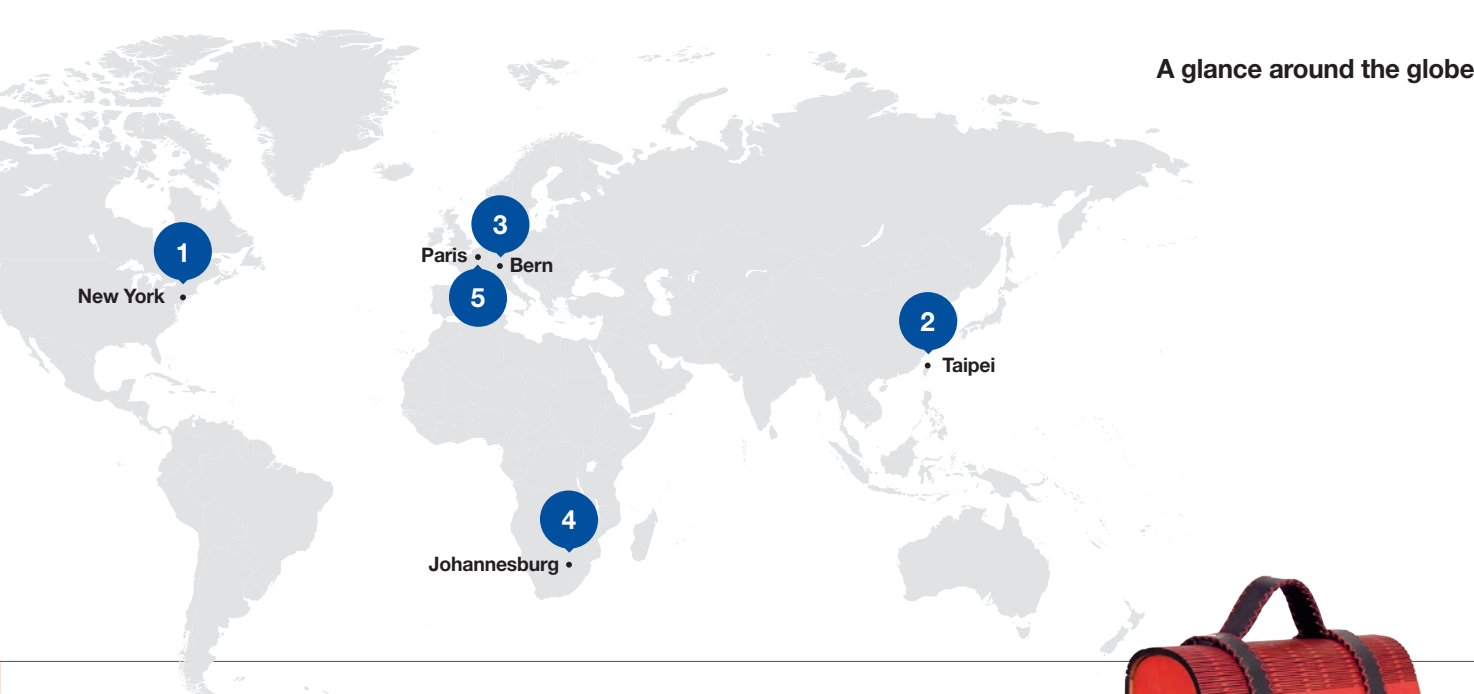 A glance around the globe
3
1
Paris
Bern
New York
5
2
Taipei
4
Johannesburg